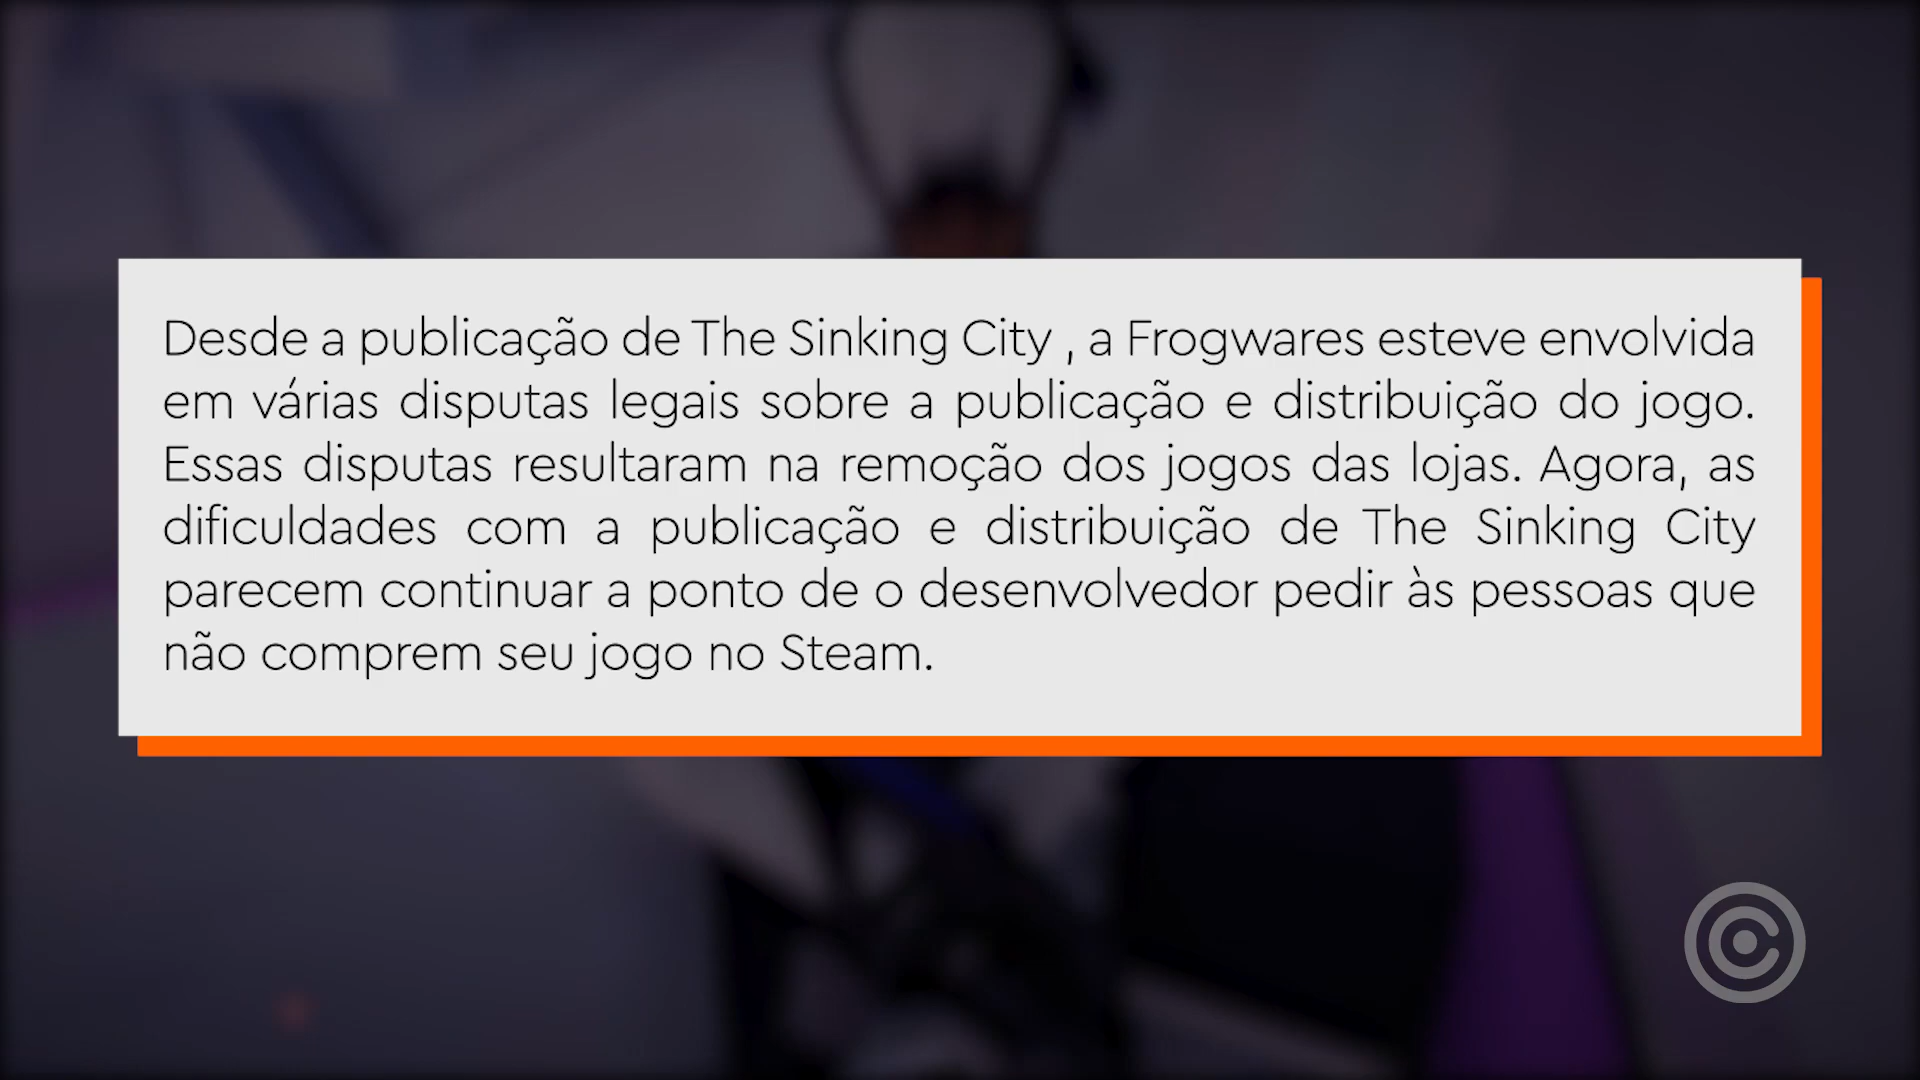 Desde a publicação de The Sinking City , a Frogwares esteve envolvida
em várias disputas legais sobre a publicação e distribuição do jogo.
Essas disputas resultaram na remoção dos jogos das lojas. Agora, as
dificuldades com a publicação e distribuição de The Sinking City
parecem continuar a ponto de o desenvolvedor pedir às pessoas que
não comprem seu jogo no Steam.